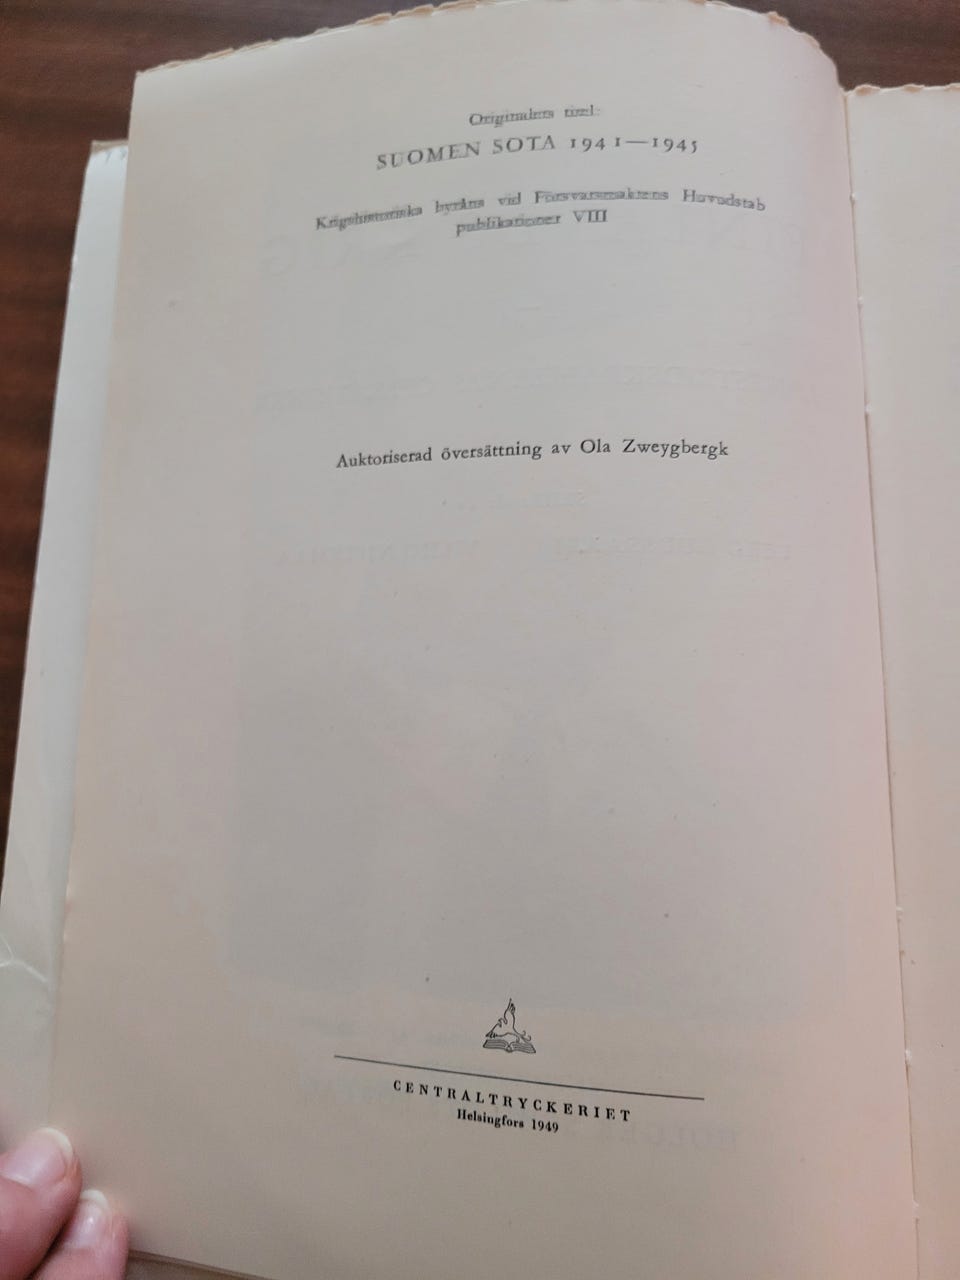 Originalets titel:
SUOMEN SOTA 1941—1945
Krigshistoriska byråns vid Försvarsmaktens Huvudstab
publikationer VIII
Auktoriserad översättning av Ola Zweygbergk
CENTRALTRYCKERIET
Helsingfors 1949